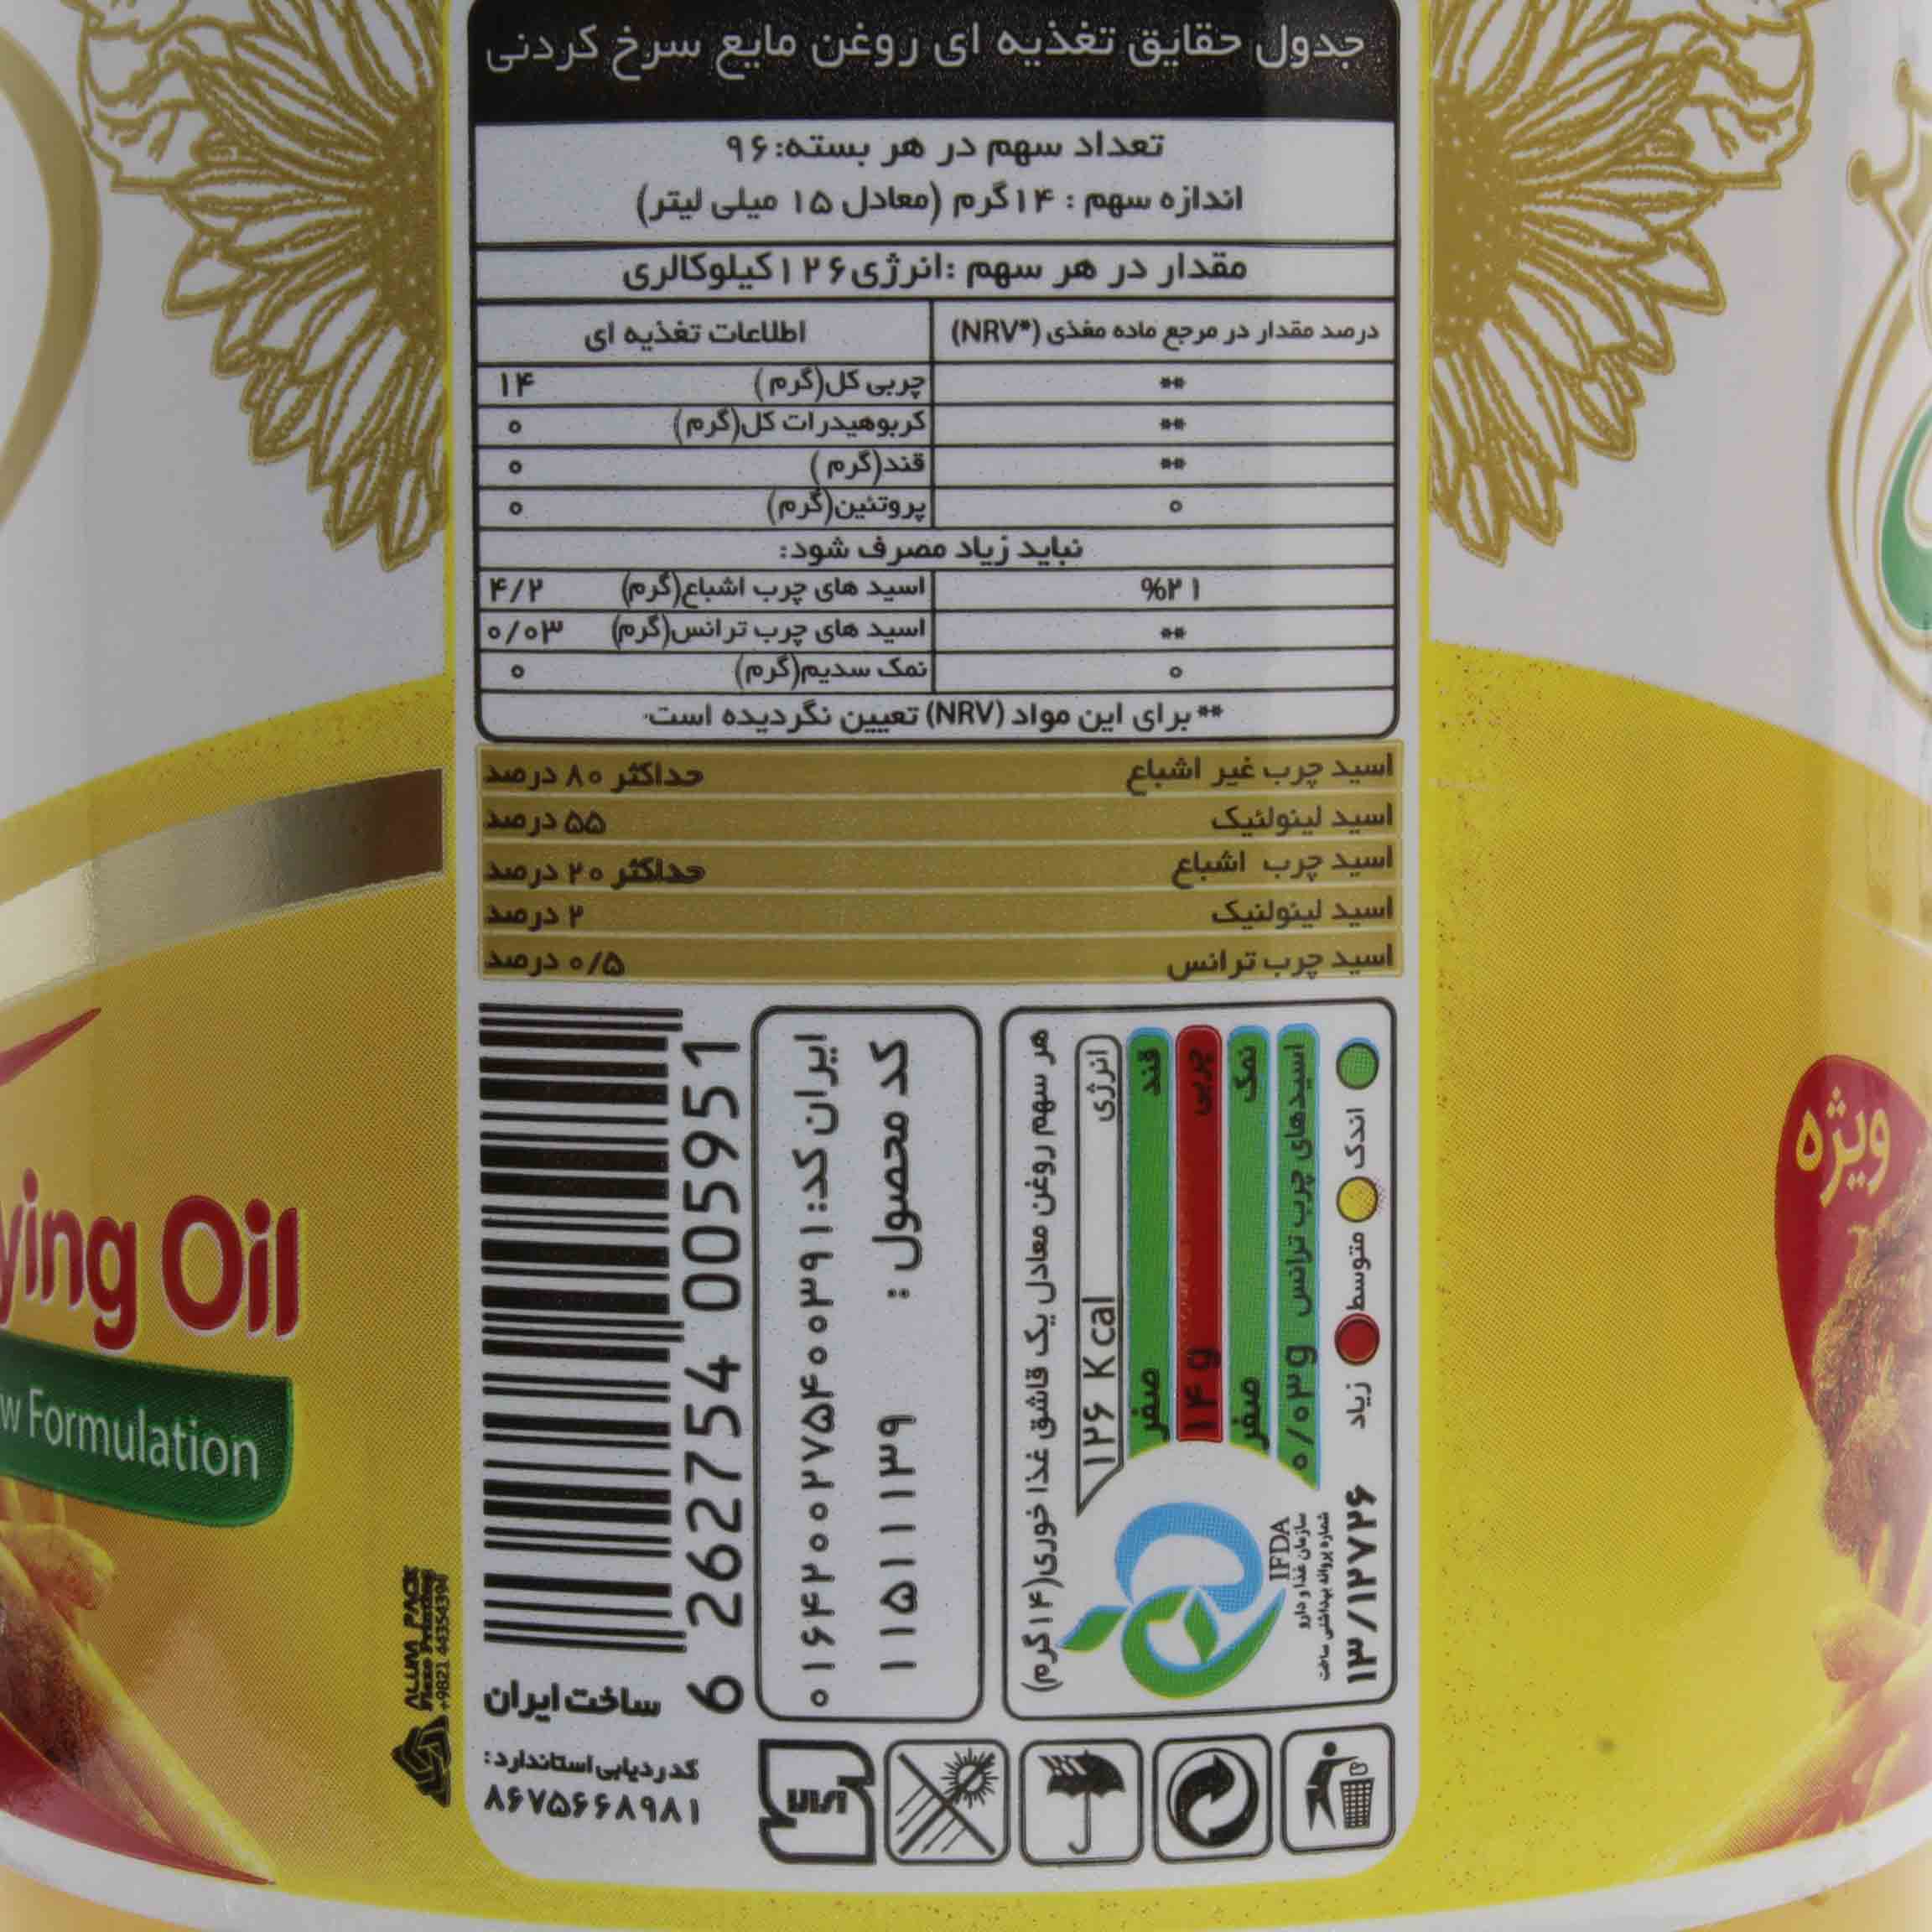 جدول حقایق تغذیه ای روغن مایع سرخ کردنی
تعداد سهم در هر بسته:۹۶
اندازه سهم : ۱۴گرم (معادل ۱۵ میلی لیتر)
مقدار در هر سهم :انرژی۱۲۶کیلوکالری
درصد مقدار در مرجع ماده مغذی (NRV*) اطلاعات تغذیه ای
** چربی کل(گرم) ۱۴
** کربوهیدرات کل(گرم) ۰
** قند(گرم) ۰
۰ پروتئین(گرم) ۰
نباید زیاد مصرف شود:
%۲۱ اسید های چرب اشباع(گرم) ۴/۲
** اسید های چرب ترانس(گرم) ۰/۰۳
۰ نمک سدیم(گرم) ۰
**برای این مواد (NRV) تعیین نگردیده است.
اسید چرب غیر اشباع حداکثر ۸۰ درصد
اسید لینولئیک ۵۵ درصد
اسید چرب اشباع حداکثر ۲۰ درصد
اسید لینولنیک ۲ درصد
اسید چرب ترانس ۰/۵ درصد
هر سهم روغن معادل یک قاشق غذا خوری(۱۴گرم)
انرژی ۱۲۶ Kcal
قند صفر
چربی ۱۴ g
نمک صفر
اسیدهای چرب ترانس ۰/۰۳ g
اندک متوسط زیاد
IFDA
سازمان غذا و دارو
شماره پروانه بهداشتی ساخت
۱۳/۱۲۷۲۶
ایران کد: ۰۱۶۴۲۰۰۲۷۵۴۰۰۳۹۱
کد محصول : ۱۱۵۱۱۱۳۹
6 262754 005951
ساخت ایران
کد ردیابی استاندارد:
۸۶۷۵۶۶۸۹۸۱
ALUM PACK
+9821 44354394
ying Oil
w Formulation
ویژه